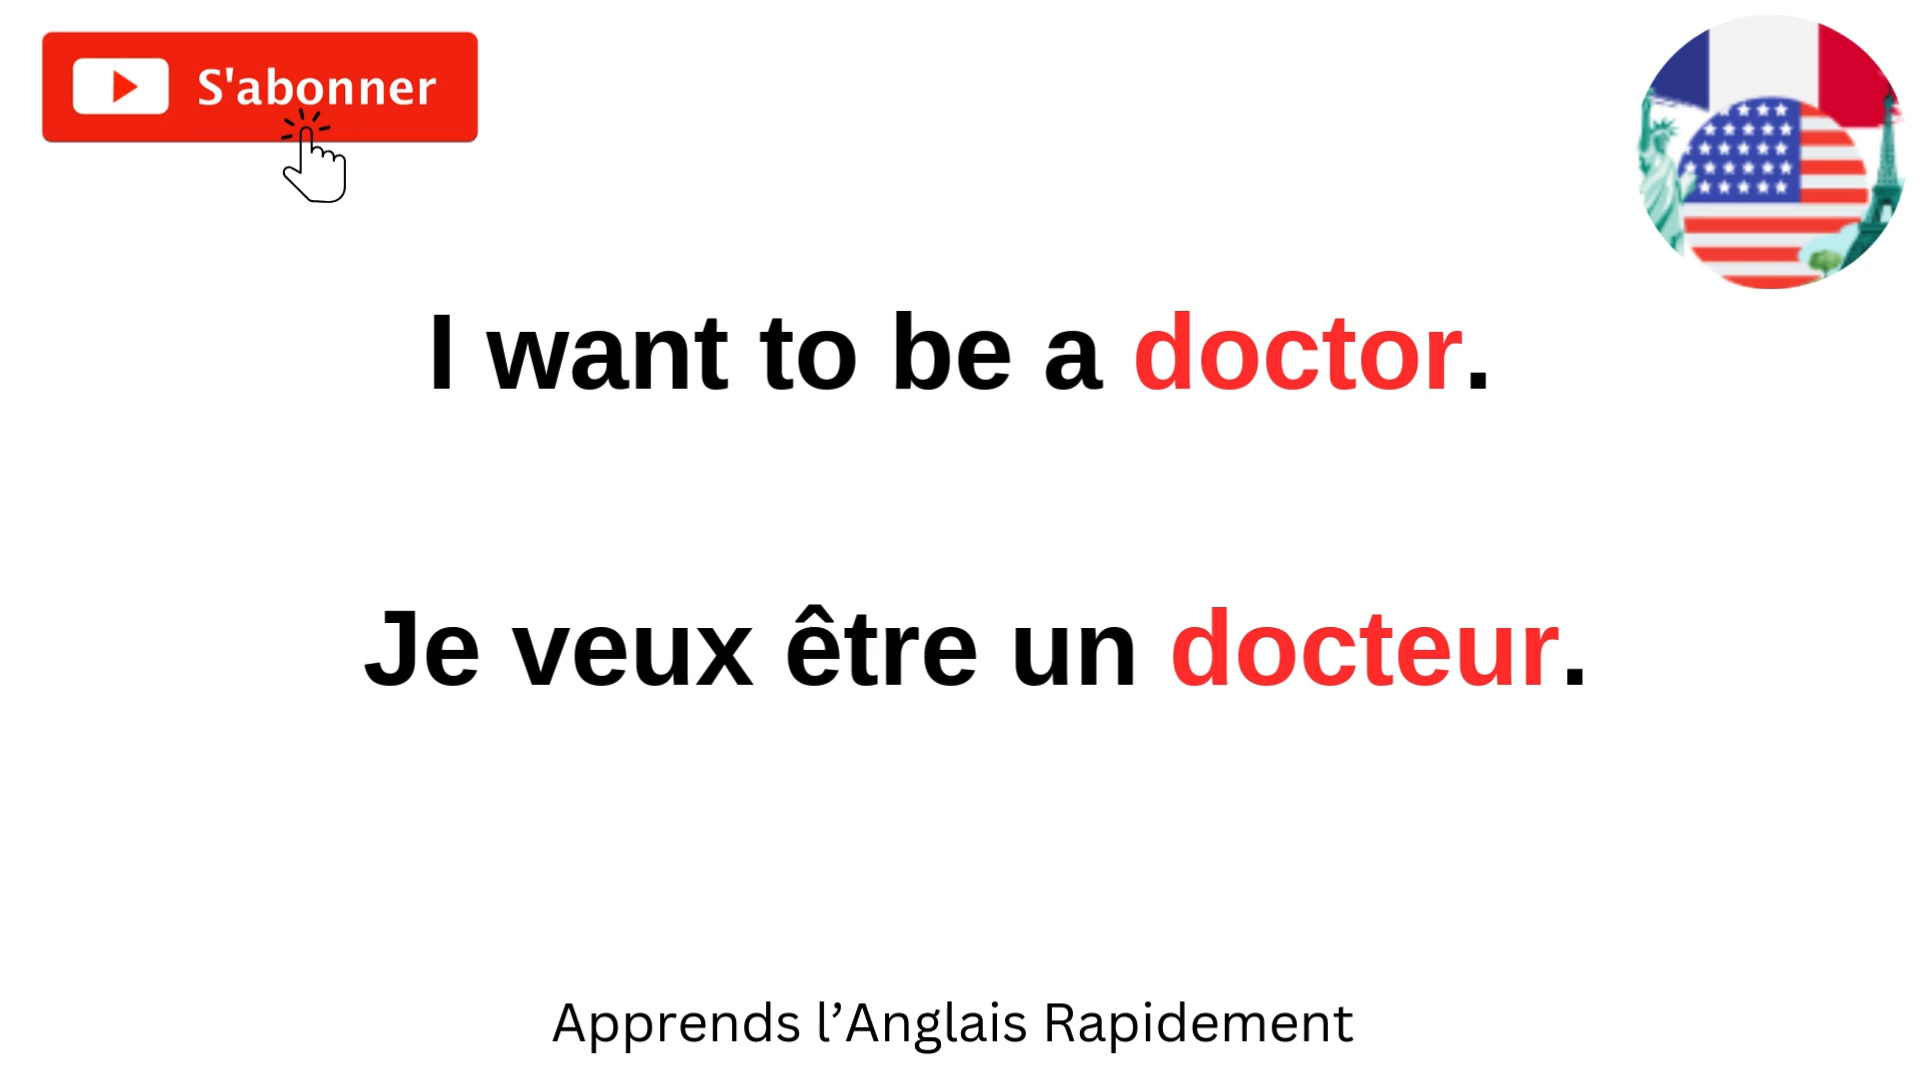 S'abonner
I want to be a doctor.
Je veux être un docteur.
Apprends l’Anglais Rapidement